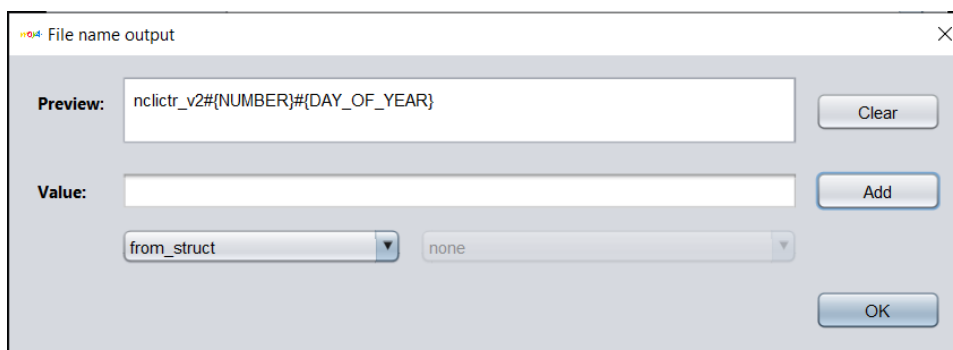 File name output
Preview:
nclictr_v2#{NUMBER}#{DAY_OF_YEAR}
Clear
Value:
Add
from_struct
none
OK